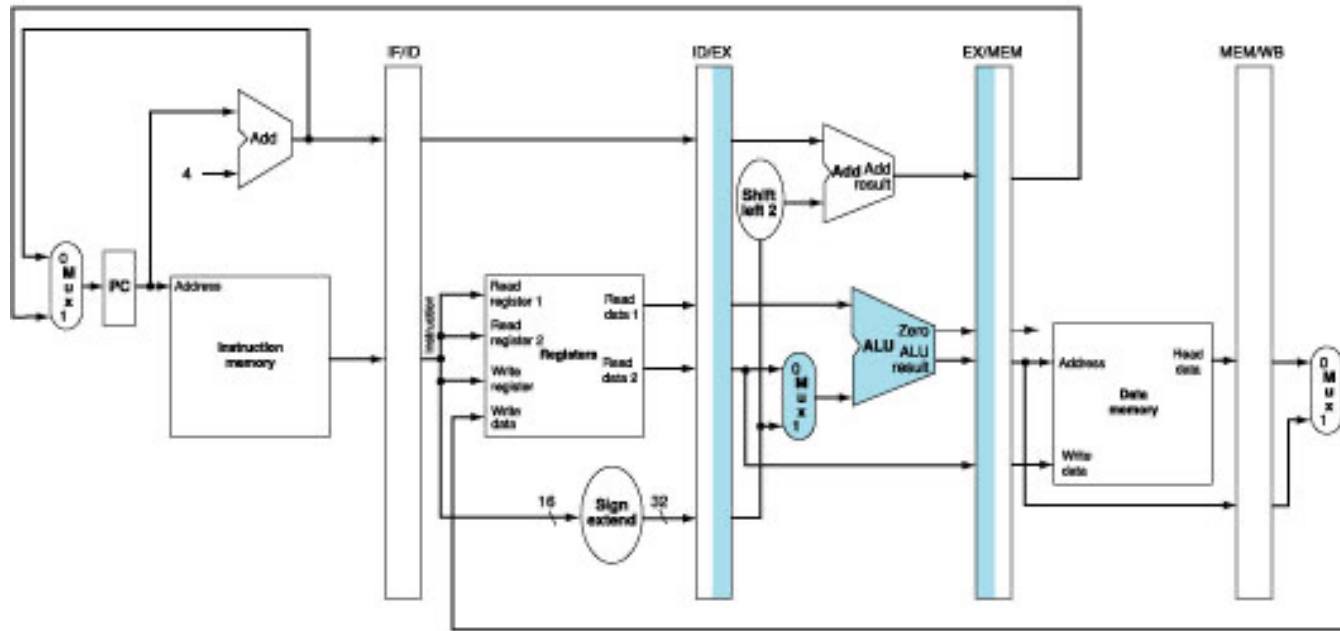 IF/ID
ID/EX
EX/MEM
MEM/WB
Add
4
Shift
left 2
Add
Add
result
0
M
u
x
1
PC
Address
Instruction
memory
Instruction
Read
register 1
Read
register 2
Write
register
Write
data
Registers
Read
data 1
Read
data 2
16
Sign
extend
32
0
M
u
x
1
Zero
ALU
ALU
result
Address
Read
data
Data
memory
Write
data
0
M
u
x
1